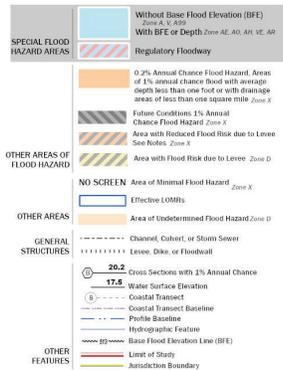 SPECIAL FLOOD
HAZARD AREAS
Without Base Flood Elevation (BFE)
Zone A, V, A99
With BFE or Depth Zone AE, AO, AH, VE, AR
Regulatory Floodway
OTHER AREAS OF
FLOOD HAZARD
0.2% Annual Chance Flood Hazard, Areas
of 1% annual chance flood with average
depth less than one foot or with drainage
areas of less than one square mile Zone X
Future Conditions 1% Annual
Chance Flood Hazard Zone X
Area with Reduced Flood Risk due to Levee
See Notes Zone X
Area with Flood Risk due to Levee Zone D
OTHER AREAS
NO SCREEN Area of Minimal Flood Hazard Zone X
Effective LOMRs
Area of Undetermined Flood Hazard Zone D
GENERAL
STRUCTURES
Channel, Culvert, or Storm Sewer
Levee, Dike, or Floodwall
OTHER
FEATURES
B 20.2 Cross Sections with 1% Annual Chance
17.5 Water Surface Elevation
8 Coastal Transect
Coastal Transect Baseline
Profile Baseline
Hydrographic Feature
513 Base Flood Elevation Line (BFE)
Limit of Study
Jurisdiction Boundary